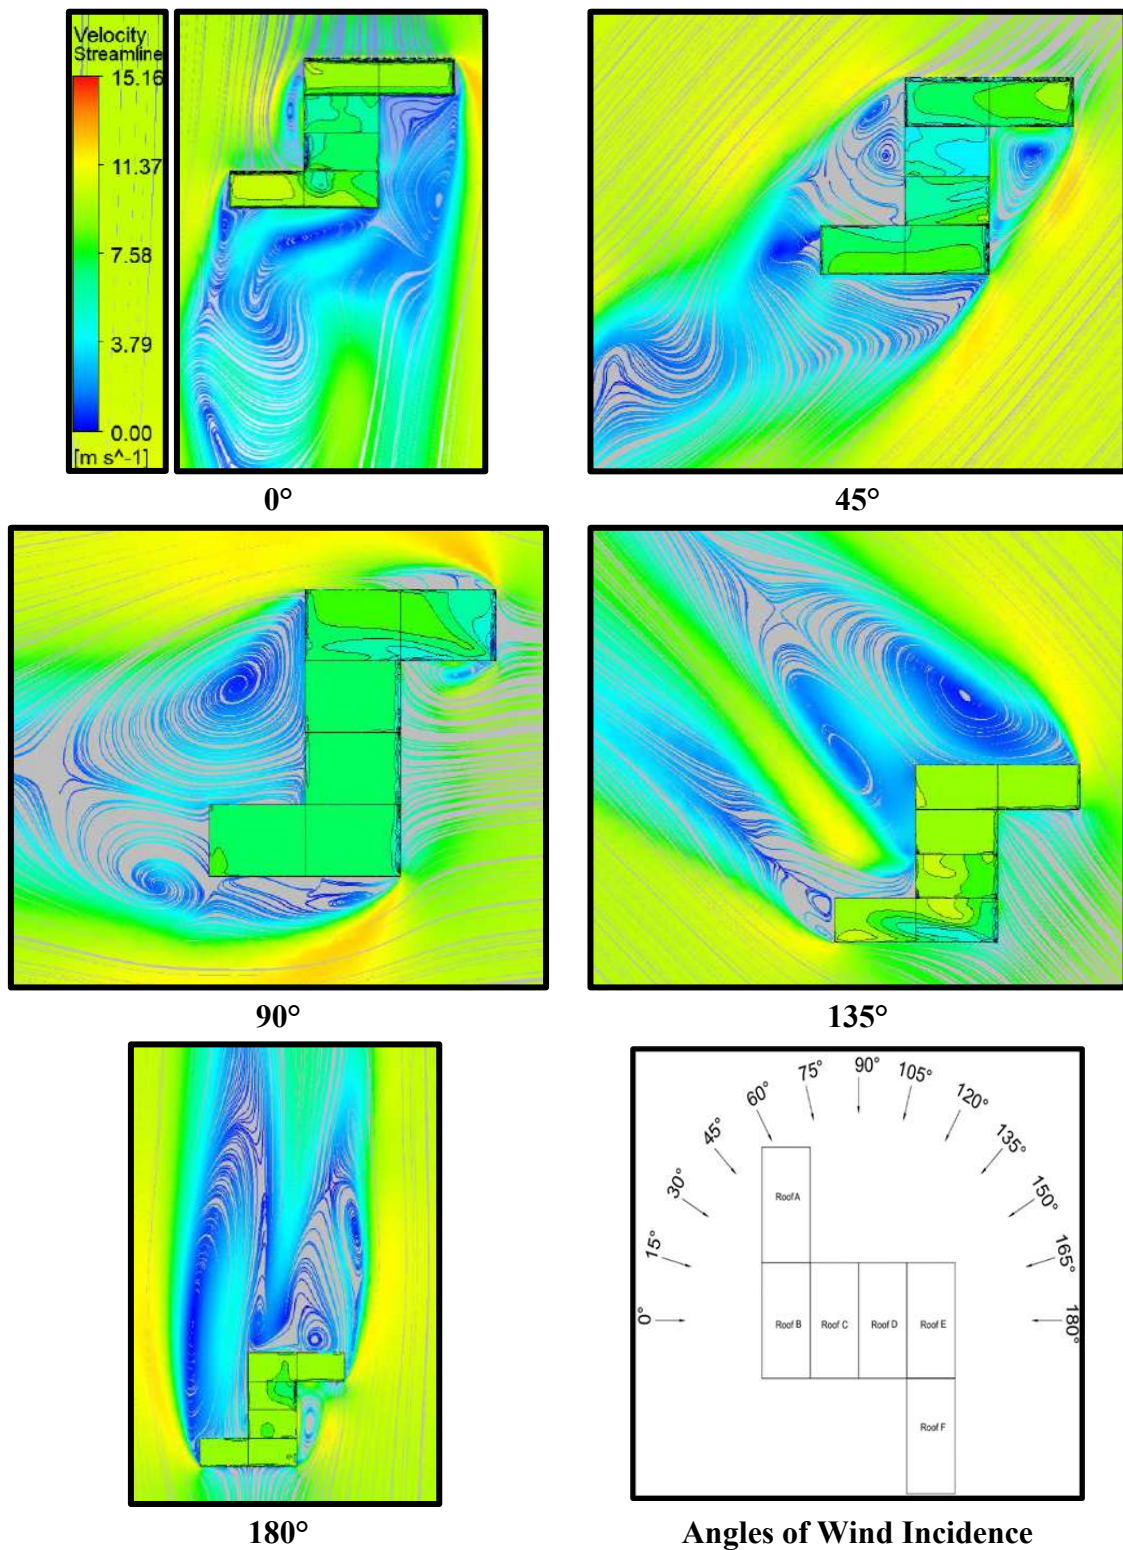 Velocity
Streamline
15.16
11.37
7.58
3.79
0.00
[m s^-1]
0°
45°
90°
135°
180°
0°
15°
30°
45°
60°
75°
90°
105°
120°
135°
150°
165°
180°
Roof A
Roof B
Roof C
Roof D
Roof E
Roof F
Angles of Wind Incidence